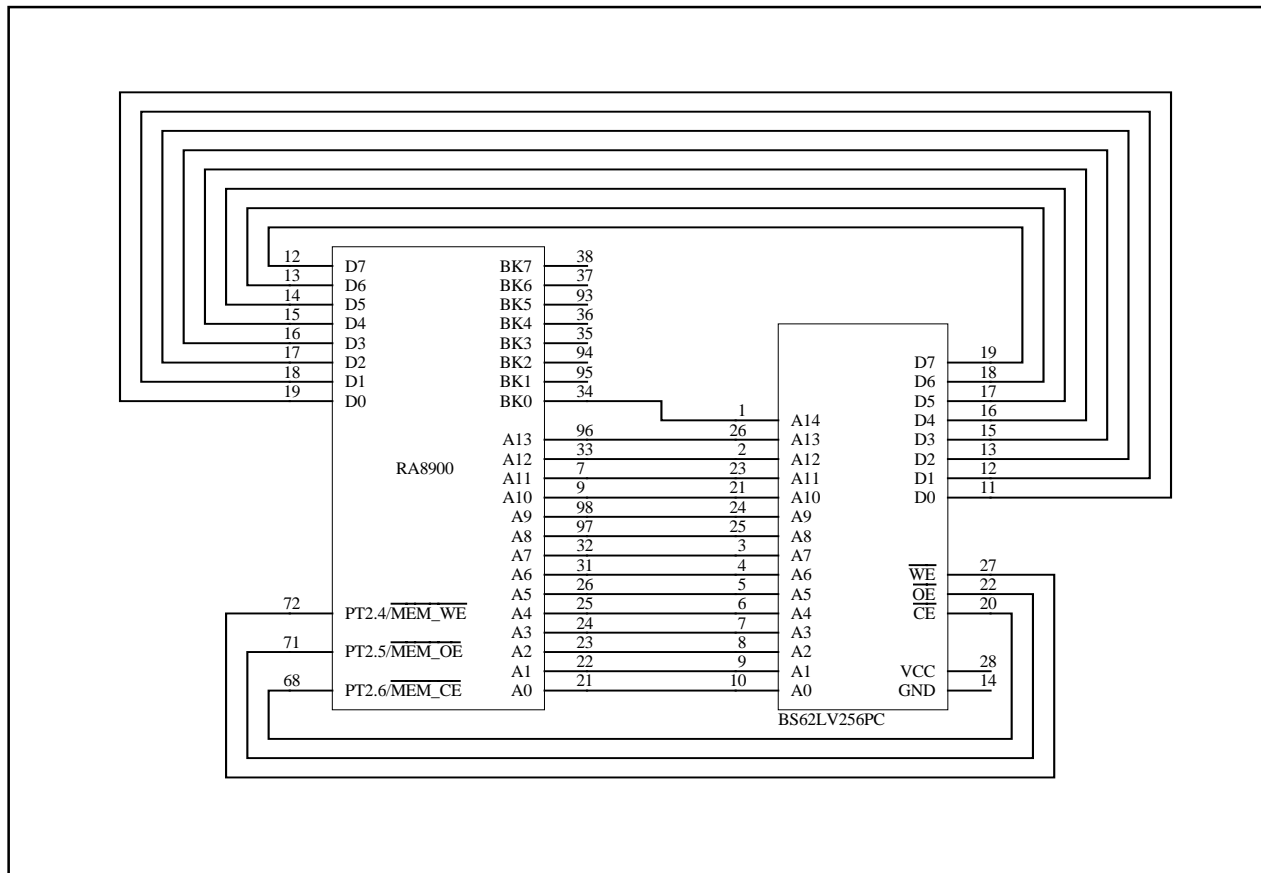 12 D7 BK7 38
13 D6 BK6 37
14 D5 BK5 93
15 D4 BK4 36
16 D3 BK3 35
17 D2 BK2 94 D7 19
18 D1 BK1 95 D6 18
19 D0 BK0 34 D5 17
1 A14 D4 16
A13 96 26 A13 D3 15
A12 33 2 A12 D2 13
RA8900
A11 7 23 A11 D1 12
A10 9 21 A10 D0 11
A9 98 24 A9
A8 97 25 A8
A7 32 3 A7
A6 31 4 A6 WE 27
A5 26 5 A5 OE 22
72 PT2.4/MEM_WE A4 25 6 A4 CE 20
A3 24 7 A3
71 PT2.5/MEM_OE A2 23 8 A2
A1 22 9 A1 VCC 28
68 PT2.6/MEM_CE A0 21 10 A0 GND 14
BS62LV256PC